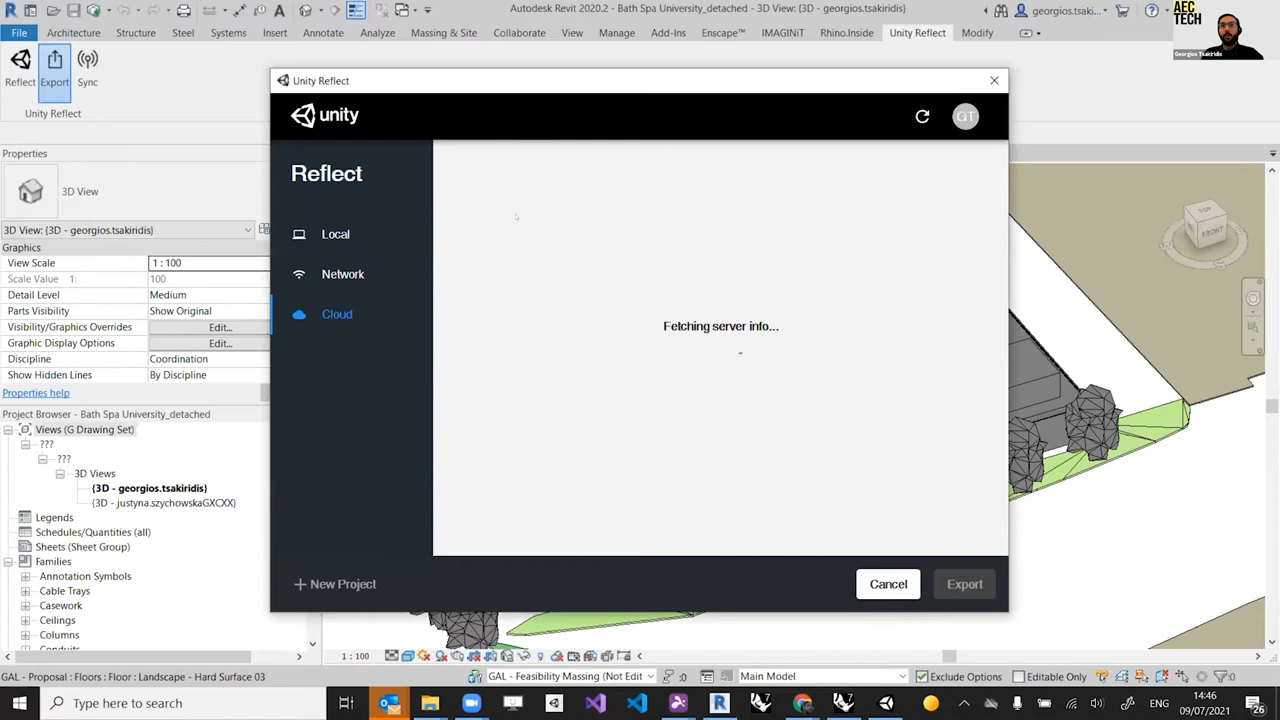 Autodesk Revit 2020.2 - Bath Spa University_detached - {3D View: {3D - georgios.tsakiridis}
georgios.tsaki...
AEC TECH
Georgios Tsakiridis
File Architecture Structure Steel Systems Insert Annotate Analyze Massing & Site Collaborate View Manage Add-Ins Enscape™ IMAGINiT Rhino.Inside Unity Reflect Modify
Reflect Export Sync
Unity Reflect
Unity Reflect
unity
GT
Reflect
Local
Network
Cloud
Fetching server info...
New Project
Cancel
Export
Properties
3D View
3D View: {3D - georgios.tsakiridis}
Graphics
View Scale 1 : 100
Scale Value 1: 100
Detail Level Medium
Parts Visibility Show Original
Visibility/Graphics Overrides Edit...
Graphic Display Options Edit...
Discipline Coordination
Show Hidden Lines By Discipline
Properties help
Project Browser - Bath Spa University_detached
Views (G Drawing Set)
???
???
3D Views
{3D - georgios.tsakiridis}
{3D - justyna.szychowskaGXCXX}
Legends
Schedules/Quantities (all)
Sheets (Sheet Group)
Families
Annotation Symbols
Cable Trays
Casework
Ceilings
Columns
Conduits
TOP
FRONT
S
1 : 100
GAL - Proposal : Floors : Floor : Landscape - Hard Surface 03
GAL - Feasibility Massing (Not Edit
:0
Main Model
Exclude Options
Editable Only
:0
Type here to search
ENG
14:46
09/07/2021
26